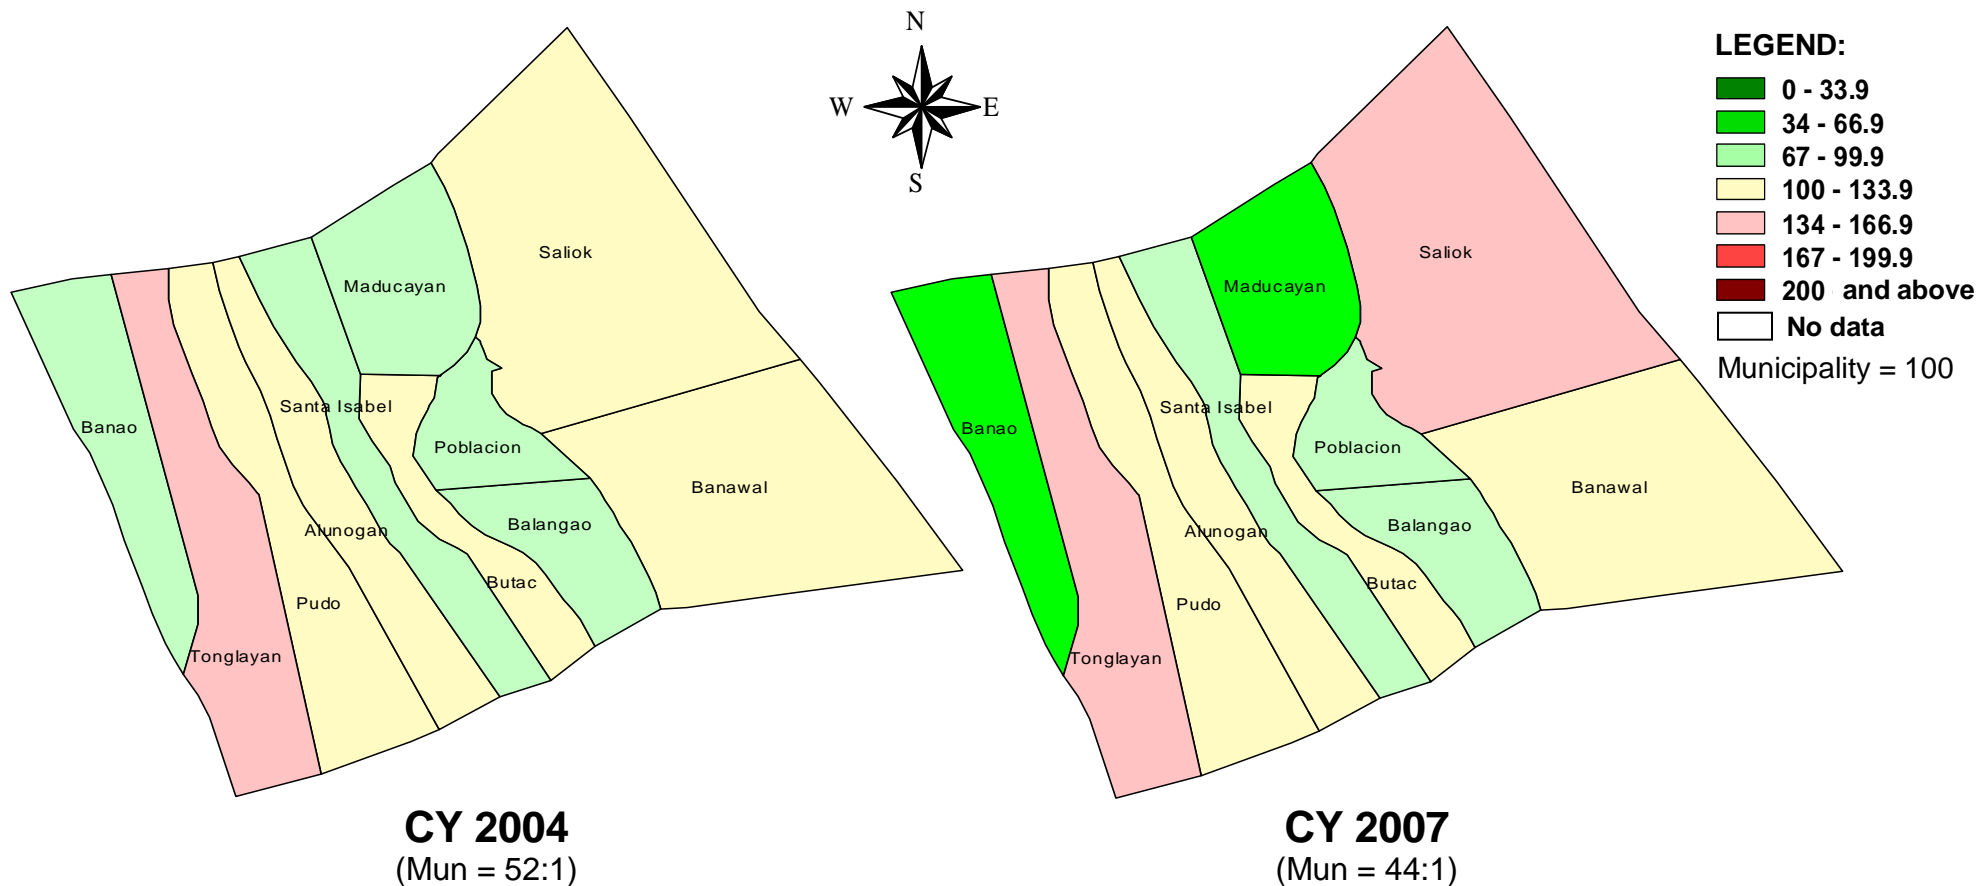 N
W
E
S
LEGEND:
0 - 33.9
34 - 66.9
67 - 99.9
100 - 133.9
134 - 166.9
167 - 199.9
200 and above
No data
Municipality = 100
Saliok
Maducayan
Santa Isabel
Banao
Poblacion
Banawal
Balangao
Alunogan
Butac
Pudo
Tonglayan
CY 2004
(Mun = 52:1)
Saliok
Maducayan
Santa Isabel
Banao
Poblacion
Banawal
Balangao
Alunogan
Butac
Pudo
Tonglayan
CY 2007
(Mun = 44:1)